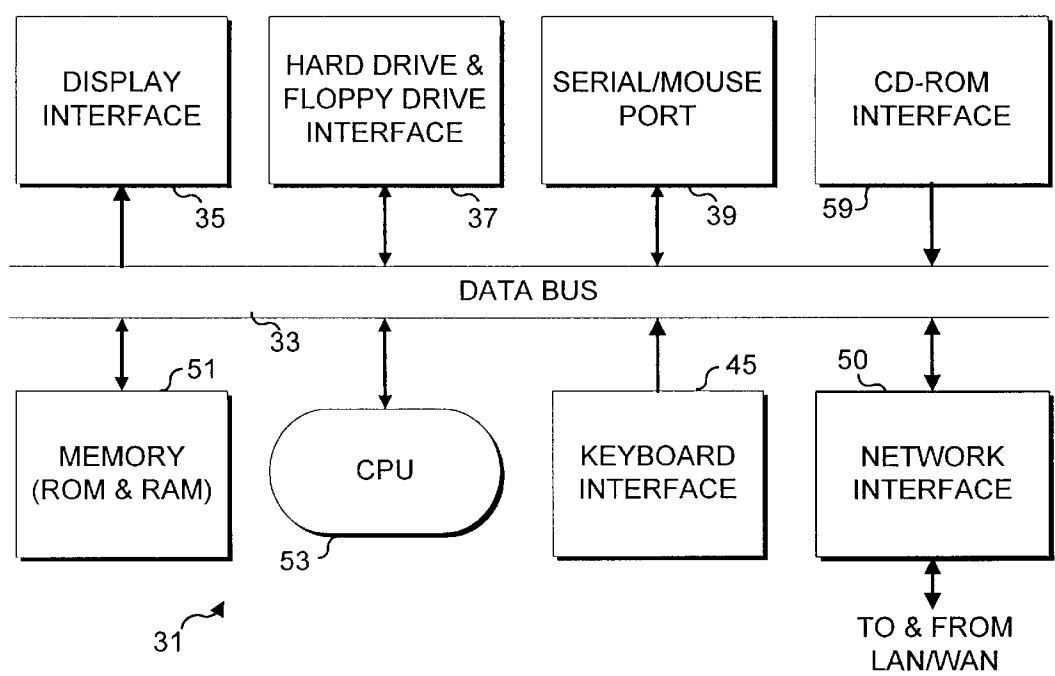 DISPLAY
INTERFACE
35
HARD DRIVE &
FLOPPY DRIVE
INTERFACE
37
SERIAL/MOUSE
PORT
39
CD-ROM
INTERFACE
59
DATA BUS
33
51
MEMORY
(ROM & RAM)
CPU
53
45
KEYBOARD
INTERFACE
50
NETWORK
INTERFACE
TO & FROM
LAN/WAN
31